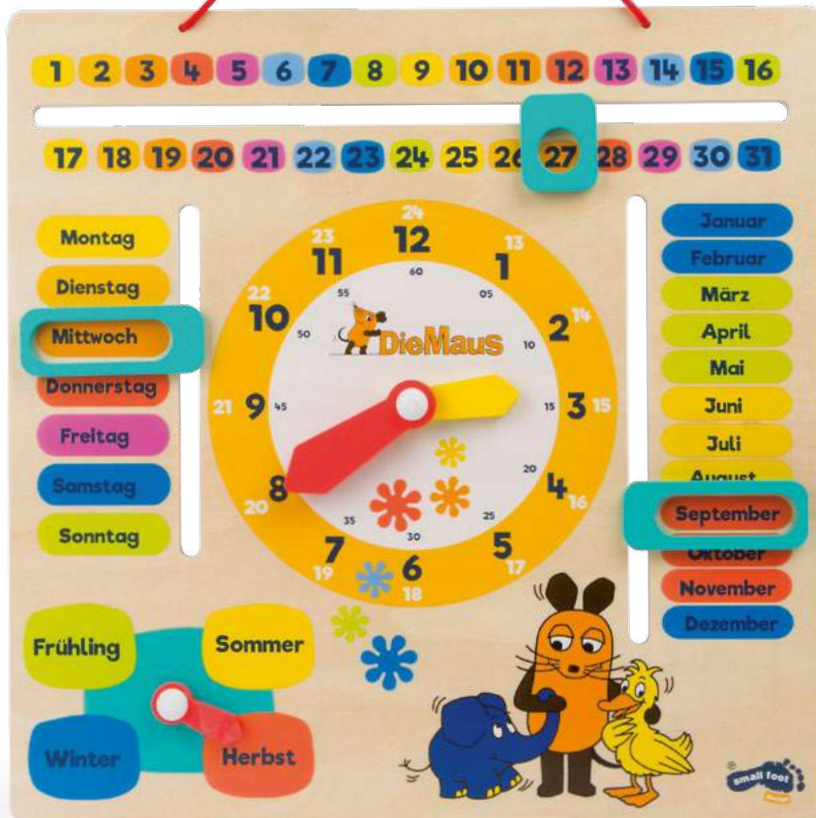 1 2 3 4 5 6 7 8 9 10 11 12 13 14 15 16
17 18 19 20 21 22 23 24 25 26 27 28 29 30 31
Montag
Dienstag
Mittwoch
Donnerstag
Freitag
Samstag
Sonntag
24
12
60
23
11
55
13
1
05
22
10
50
14
2
10
DieMaus
21
9
45
15
3
15
20
8
20
4
16
35
30
25
7
19
6
18
5
17
Januar
Februar
März
April
Mai
Juni
Juli
August
September
Oktober
November
Dezember
Frühling
Sommer
Winter
Herbst
®
small foot
design